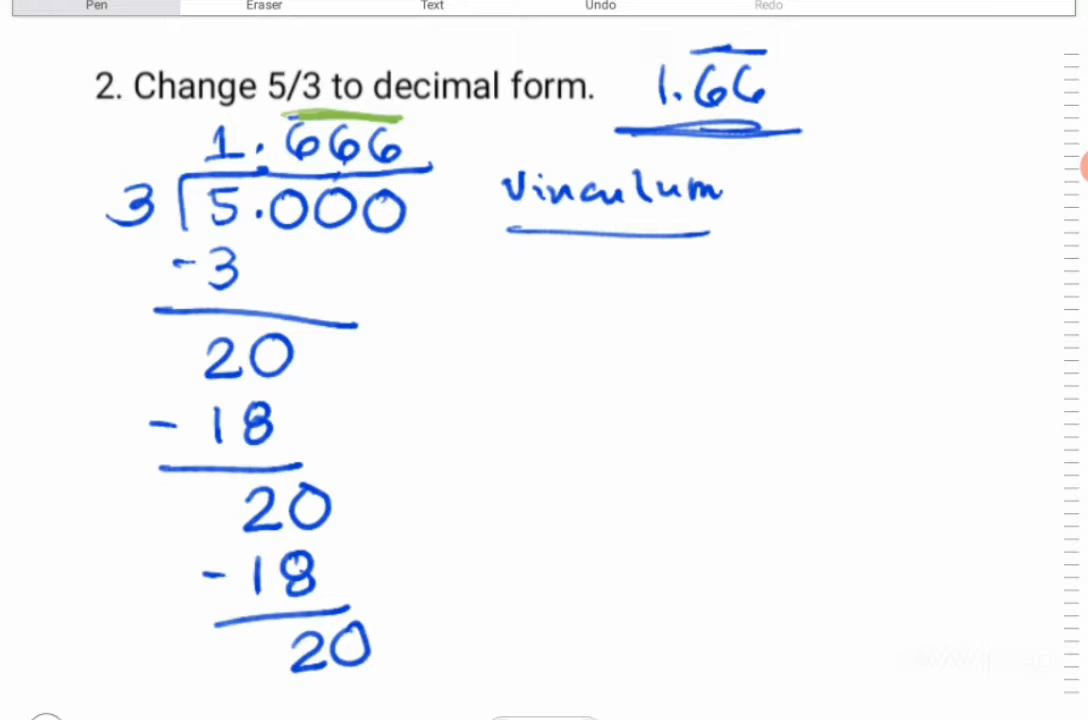 Pen Eraser Text Undo Redo
2. Change 5/3 to decimal form. 1.66
1.666
3 5.000 vinculum
-3
20
- 18
20
-18
20